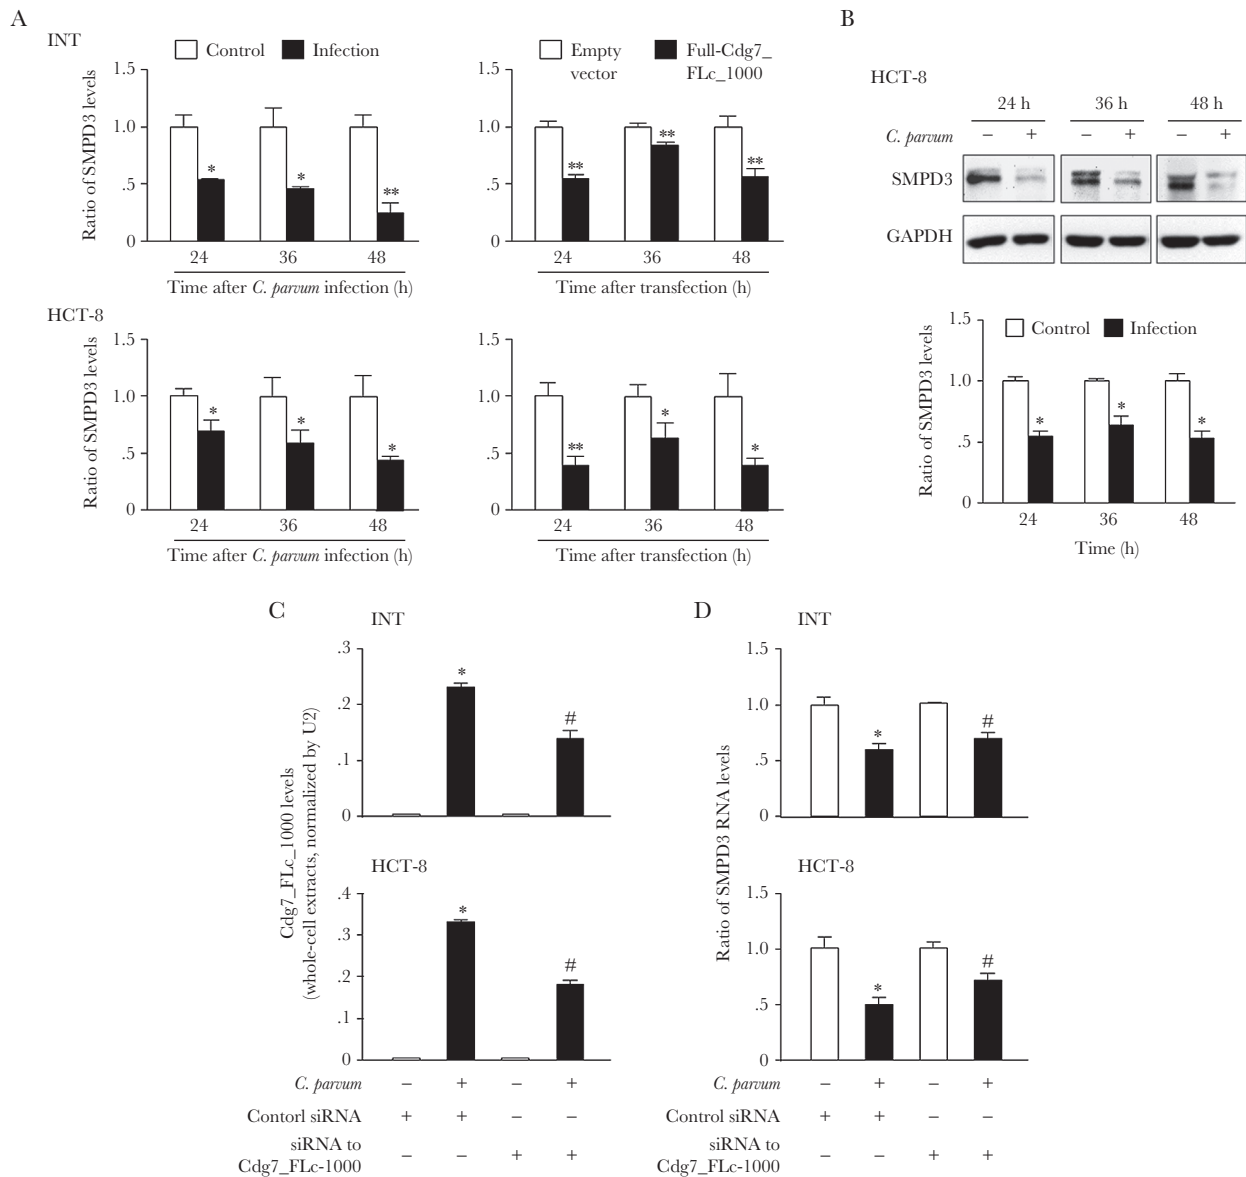 A
INT
Control
Infection
Ratio of SMPD3 levels
1.5
1.0
.5
0
*
*
**
24
36
48
Time after C. parvum infection (h)
Empty
vector
Full-Cdg7_
FLc_1000
1.5
1.0
.5
0
**
**
**
24
36
48
Time after transfection (h)
HCT-8
Ratio of SMPD3 levels
1.5
1.0
.5
0
*
*
*
24
36
48
Time after C. parvum infection (h)
1.5
1.0
.5
0
**
*
*
24
36
48
Time after transfection (h)
B
HCT-8
24 h
36 h
48 h
C. parvum
– + – + – +
SMPD3
GAPDH
Ratio of SMPD3 levels
1.5
1.0
.5
0
Control
Infection
*
*
*
24
36
48
Time (h)
C
INT
Cdg7_FLc_1000 levels
(whole-cell extracts, normalized by U2)
.3
.2
.1
0
*
#
HCT-8
.4
.3
.2
.1
0
*
#
C. parvum – + – +
Contorl siRNA + + – –
siRNA to
Cdg7_FLc-1000 – – + +
D
INT
Ratio of SMPD3 RNA levels
1.5
1.0
.5
0
*
#
HCT-8
1.5
1.0
.5
0
*
#
C. parvum – + – +
Control siRNA + + – –
siRNA to
Cdg7_FLc-1000 – – + +